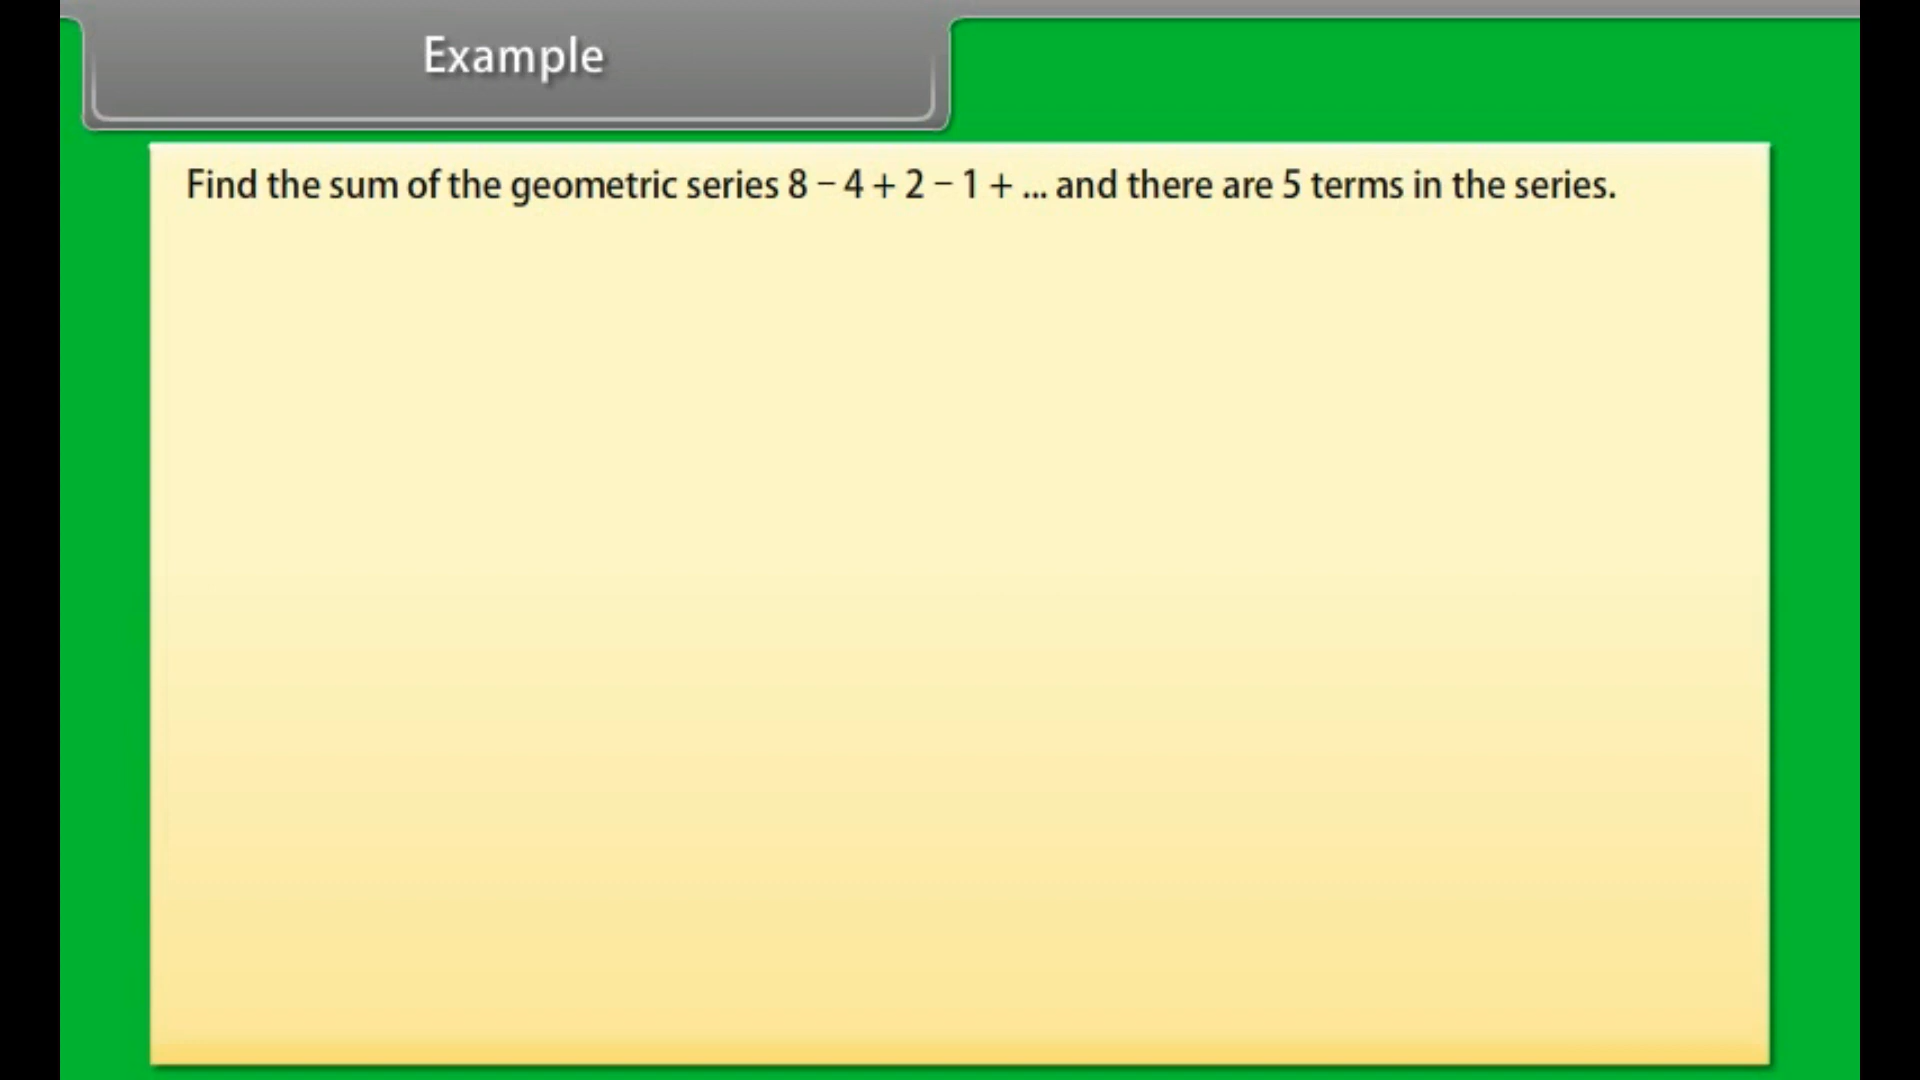 Example
Find the sum of the geometric series 8 – 4 + 2 – 1 + ... and there are 5 terms in the series.